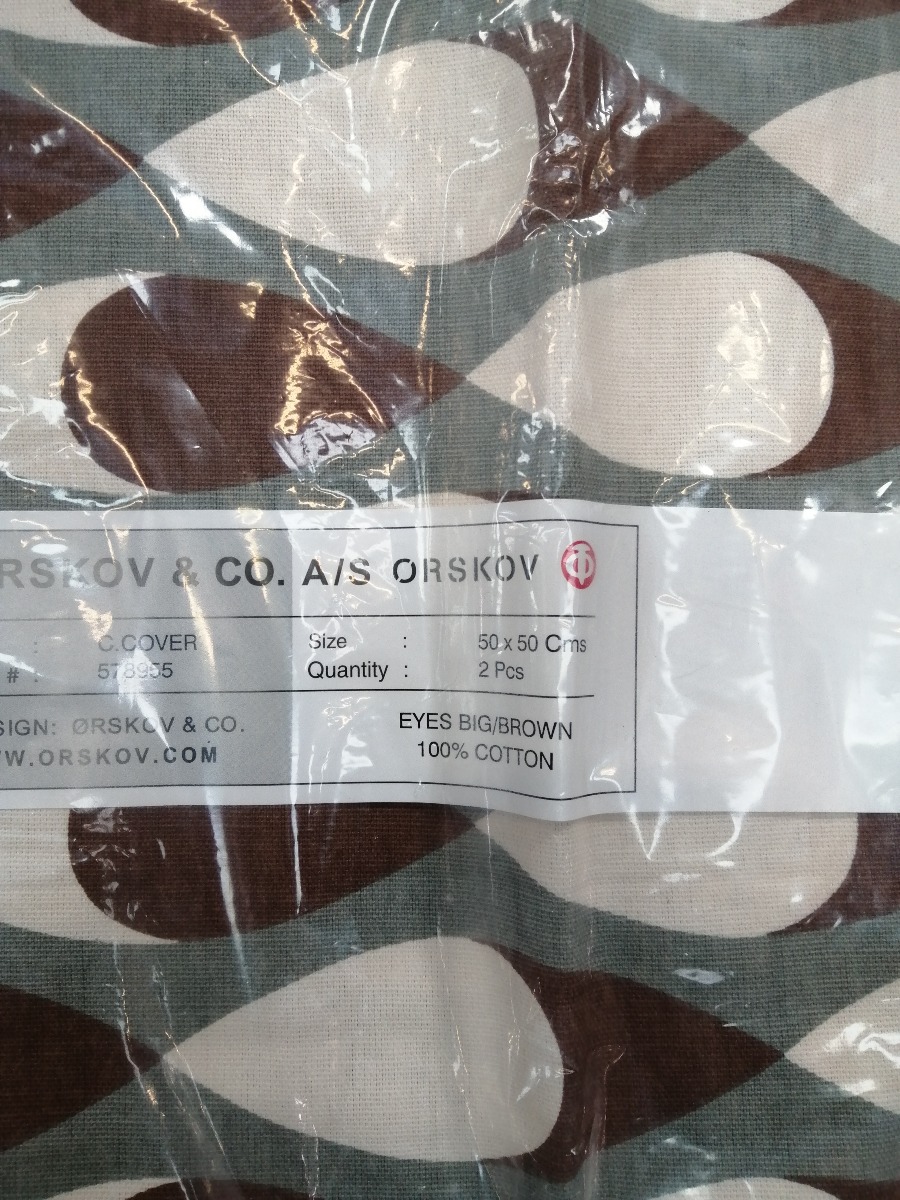 RSKOV & CO. A/S ORSKOV
: C.COVER Size : 50 x 50 Cms
# : 578955 Quantity : 2 Pcs
SIGN: ØRSKOV & CO. EYES BIG/BROWN
W.ORSKOV.COM 100% COTTON